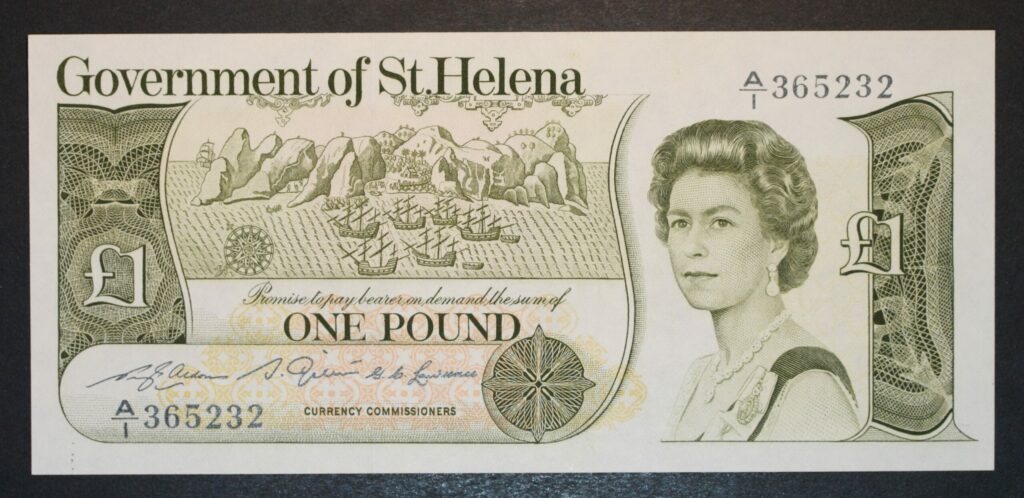 Government of St.Helena
A/1 365232
£1
£1
Promise to pay bearer on demand the sum of
ONE POUND
G. C. Lawrence
A/1 365232
CURRENCY COMMISSIONERS